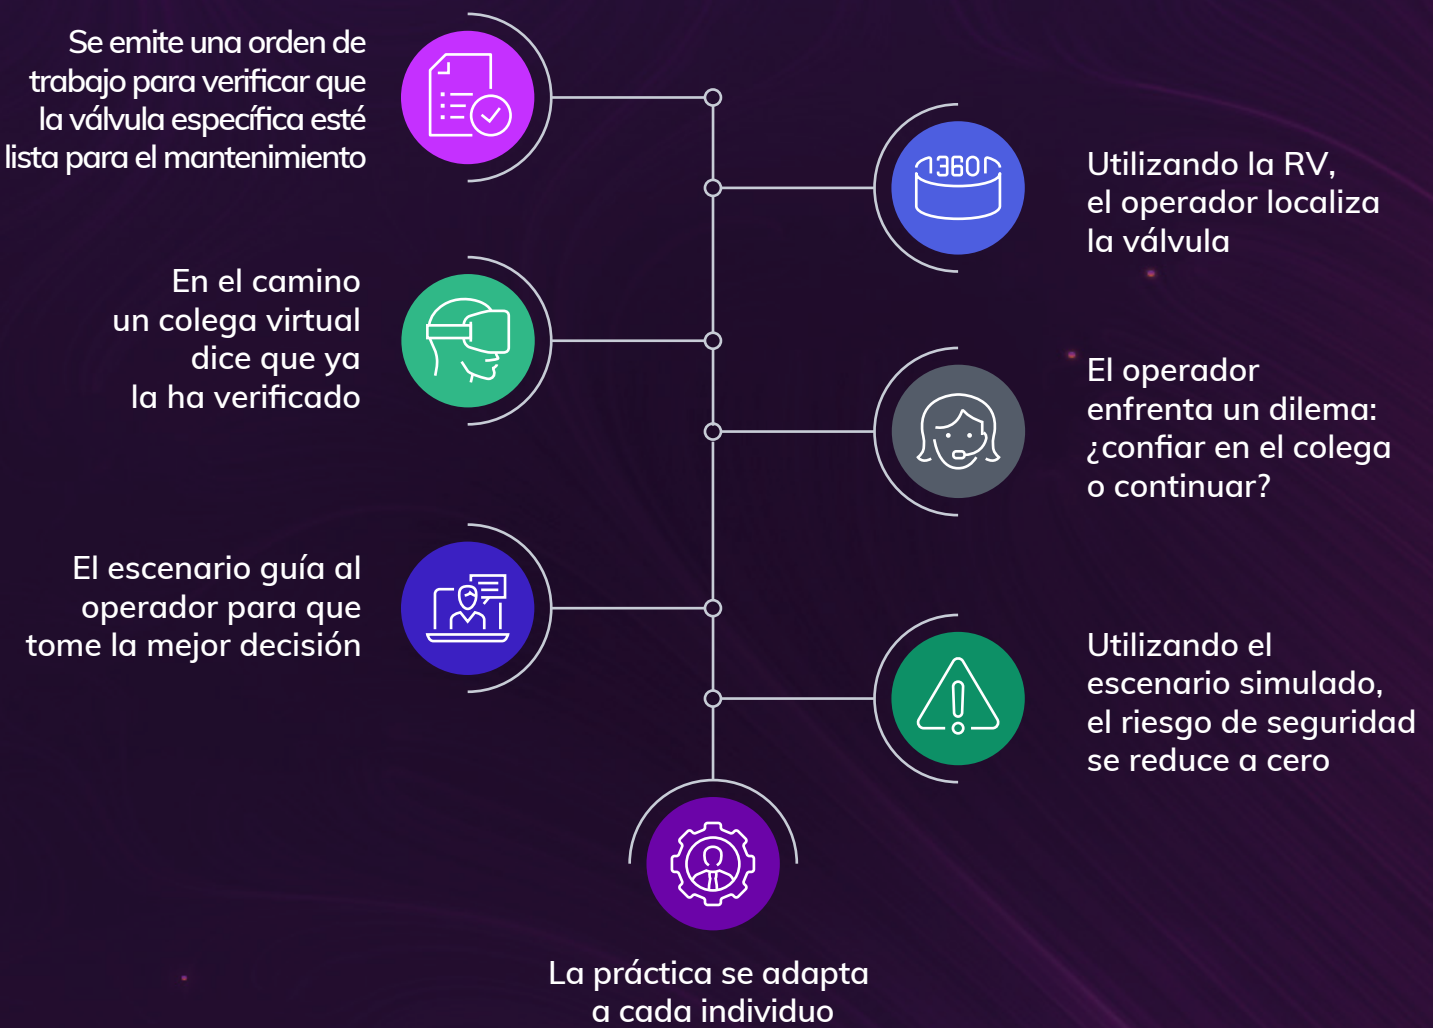 Se emite una orden de
trabajo para verificar que
la válvula específica esté
lista para el mantenimiento
360
Utilizando la RV,
el operador localiza
la válvula
En el camino
un colega virtual
dice que ya
la ha verificado
El operador
enfrenta un dilema:
¿confiar en el colega
o continuar?
El escenario guía al
operador para que
tome la mejor decisión
Utilizando el
escenario simulado,
el riesgo de seguridad
se reduce a cero
La práctica se adapta
a cada individuo